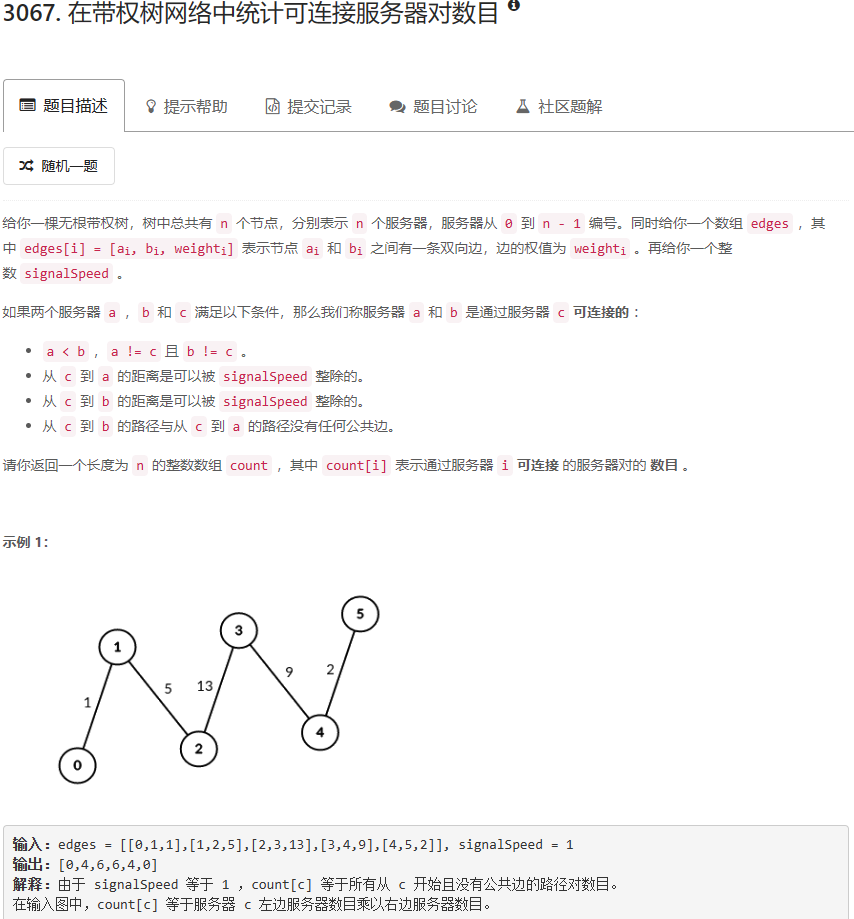 3067. 在带权树网络中统计可连接服务器对数目
题目描述 提示帮助 提交记录 题目讨论 社区题解
随机一题
给你一棵无根带权树，树中总共有 n 个节点，分别表示 n 个服务器，服务器从 0 到 n - 1 编号。同时给你一个数组 edges ，其
中 edges[i] = [ai, bi, weighti] 表示节点 ai 和 bi 之间有一条双向边，边的权值为 weighti 。再给你一个整
数 signalSpeed 。
如果两个服务器 a ，b 和 c 满足以下条件，那么我们称服务器 a 和 b 是通过服务器 c 可连接的 ：
• a < b ，a != c 且 b != c 。
• 从 c 到 a 的距离是可以被 signalSpeed 整除的。
• 从 c 到 b 的距离是可以被 signalSpeed 整除的。
• 从 c 到 b 的路径与从 c 到 a 的路径没有任何公共边。
请你返回一个长度为 n 的整数数组 count ，其中 count[i] 表示通过服务器 i 可连接 的服务器对的 数目 。
示例 1：
5
3
1
9
2
5
13
1
4
2
0
输入：edges = [[0,1,1],[1,2,5],[2,3,13],[3,4,9],[4,5,2]], signalSpeed = 1
输出：[0,4,6,6,4,0]
解释：由于 signalSpeed 等于 1 ，count[c] 等于所有从 c 开始且没有公共边的路径对数目。
在输入图中，count[c] 等于服务器 c 左边服务器数目乘以右边服务器数目。